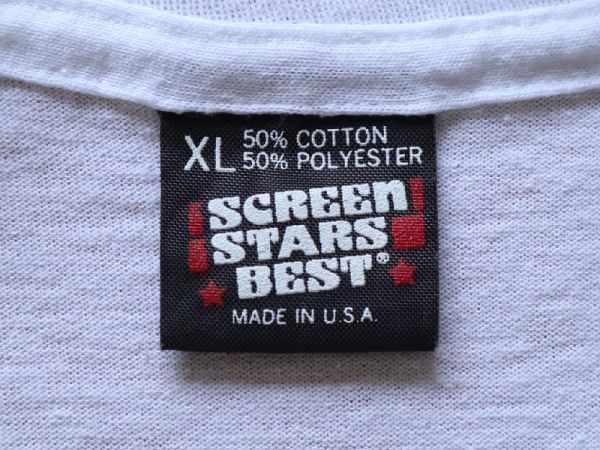 XL 50% COTTON
50% POLYESTER
SCREEN
STARS
BEST®
MADE IN U.S.A.